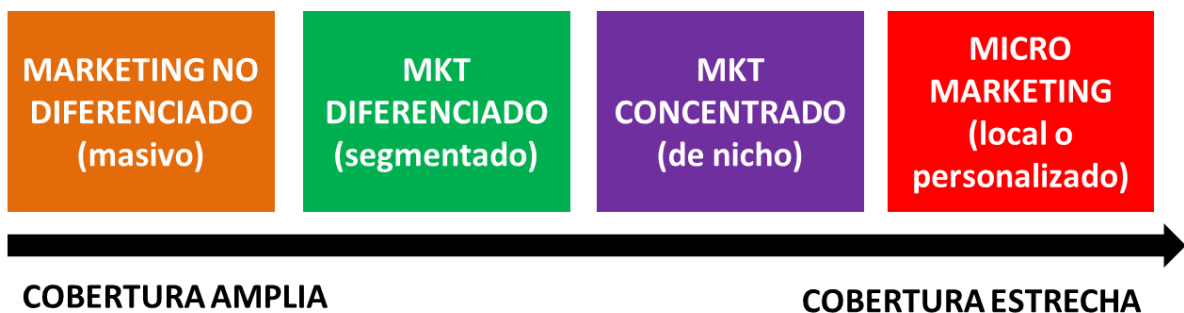 MARKETING NO
DIFERENCIADO
(masivo)
MKT
DIFERENCIADO
(segmentado)
MKT
CONCENTRADO
(de nicho)
MICRO
MARKETING
(local o
personalizado)
COBERTURA AMPLIA
COBERTURA ESTRECHA